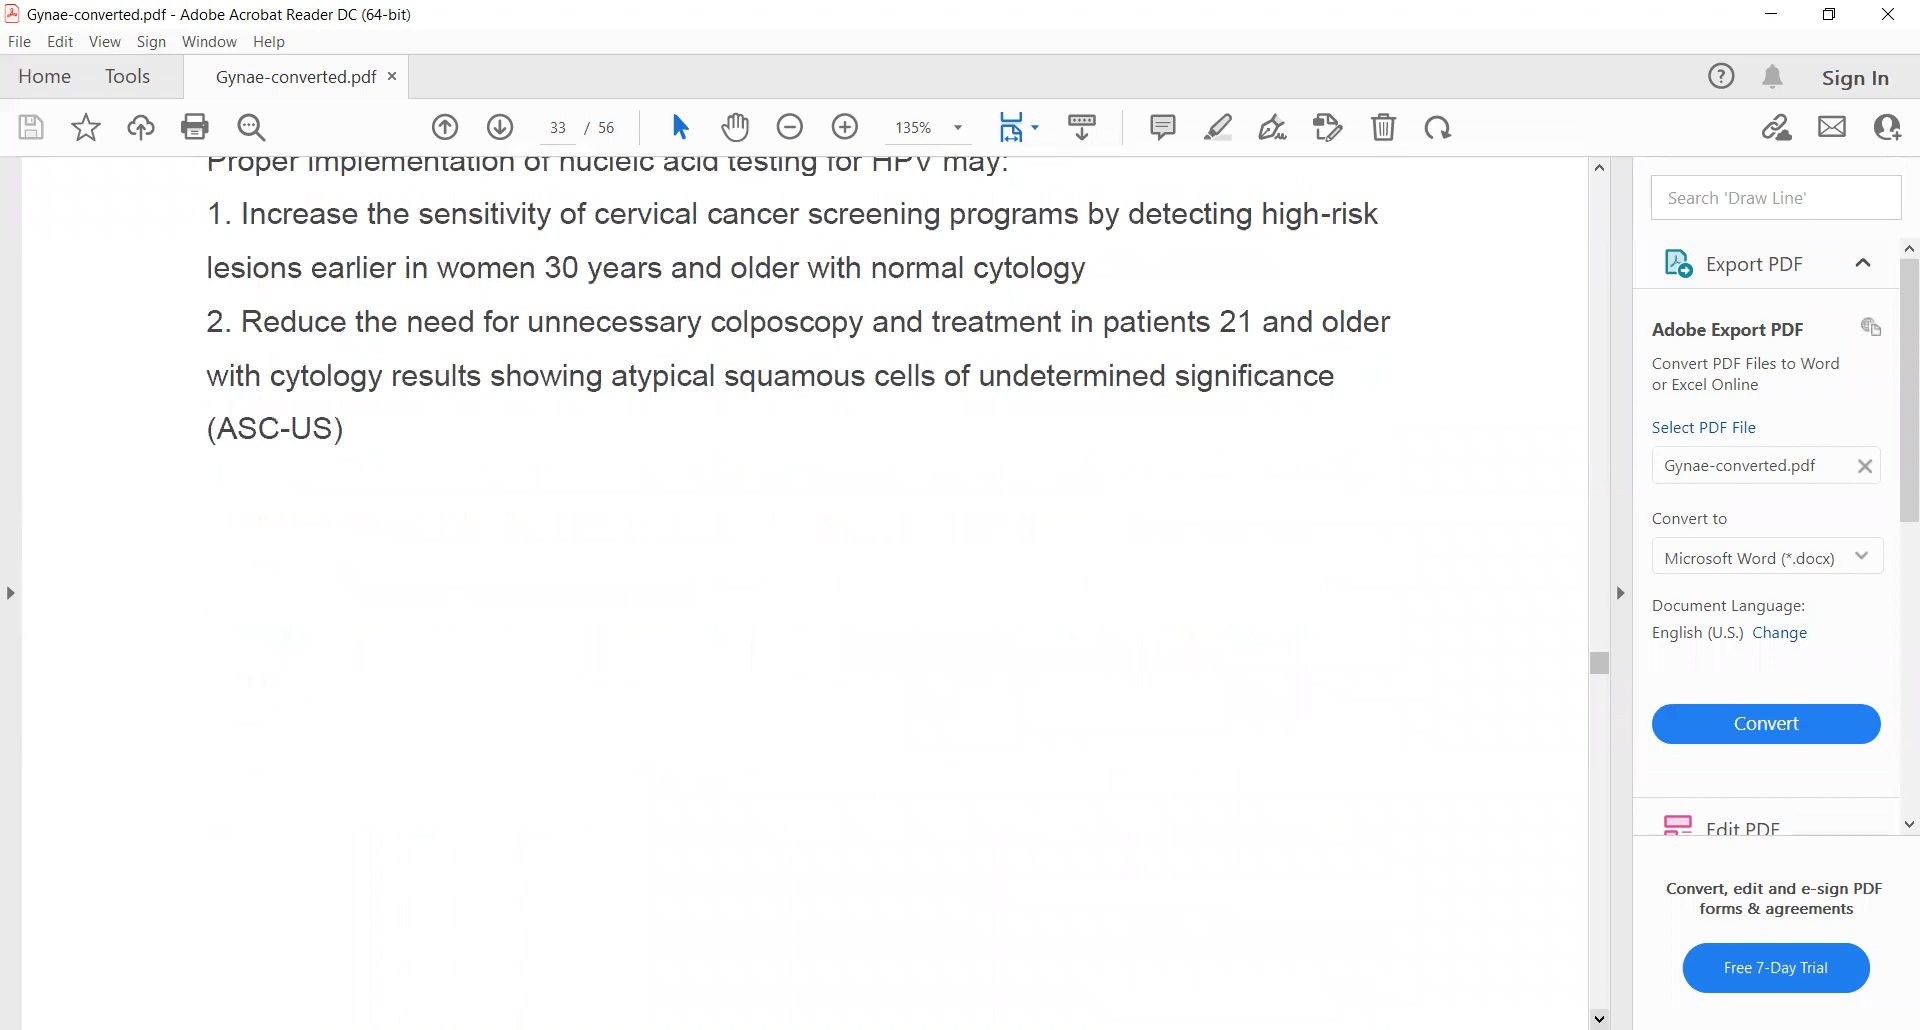 Gynae-converted.pdf - Adobe Acrobat Reader DC (64-bit)
File Edit View Sign Window Help
Home Tools Gynae-converted.pdf × Sign In
33 / 56 135%
Proper implementation of nucleic acid testing for HPV may:
1. Increase the sensitivity of cervical cancer screening programs by detecting high-risk
lesions earlier in women 30 years and older with normal cytology
2. Reduce the need for unnecessary colposcopy and treatment in patients 21 and older
with cytology results showing atypical squamous cells of undetermined significance
(ASC-US)
Search 'Draw Line'
Export PDF
Adobe Export PDF
Convert PDF Files to Word
or Excel Online
Select PDF File
Gynae-converted.pdf
Convert to
Microsoft Word (*.docx)
Document Language:
English (U.S.) Change
Convert
Edit PDF
Convert, edit and e-sign PDF
forms & agreements
Free 7-Day Trial